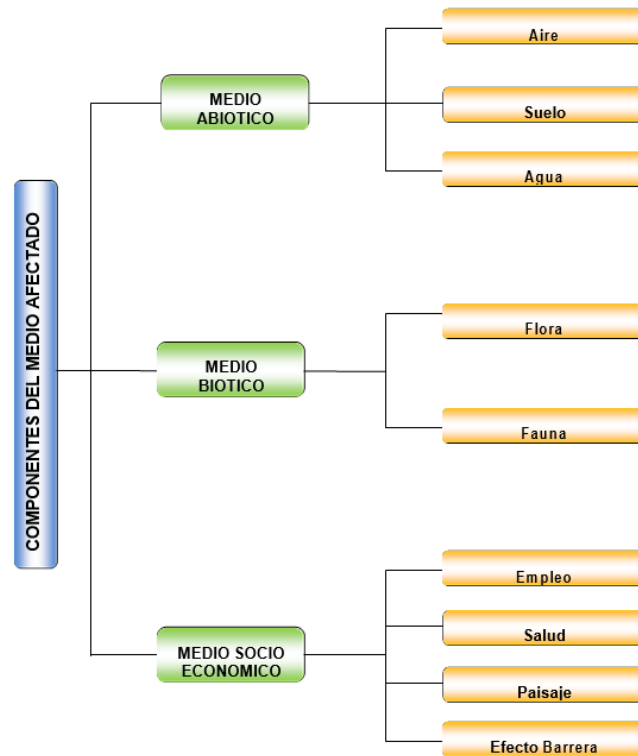 COMPONENTES DEL MEDIO AFECTADO
MEDIO
ABIOTICO
Aire
Suelo
Agua
MEDIO
BIOTICO
Flora
Fauna
MEDIO SOCIO
ECONOMICO
Empleo
Salud
Paisaje
Efecto Barrera